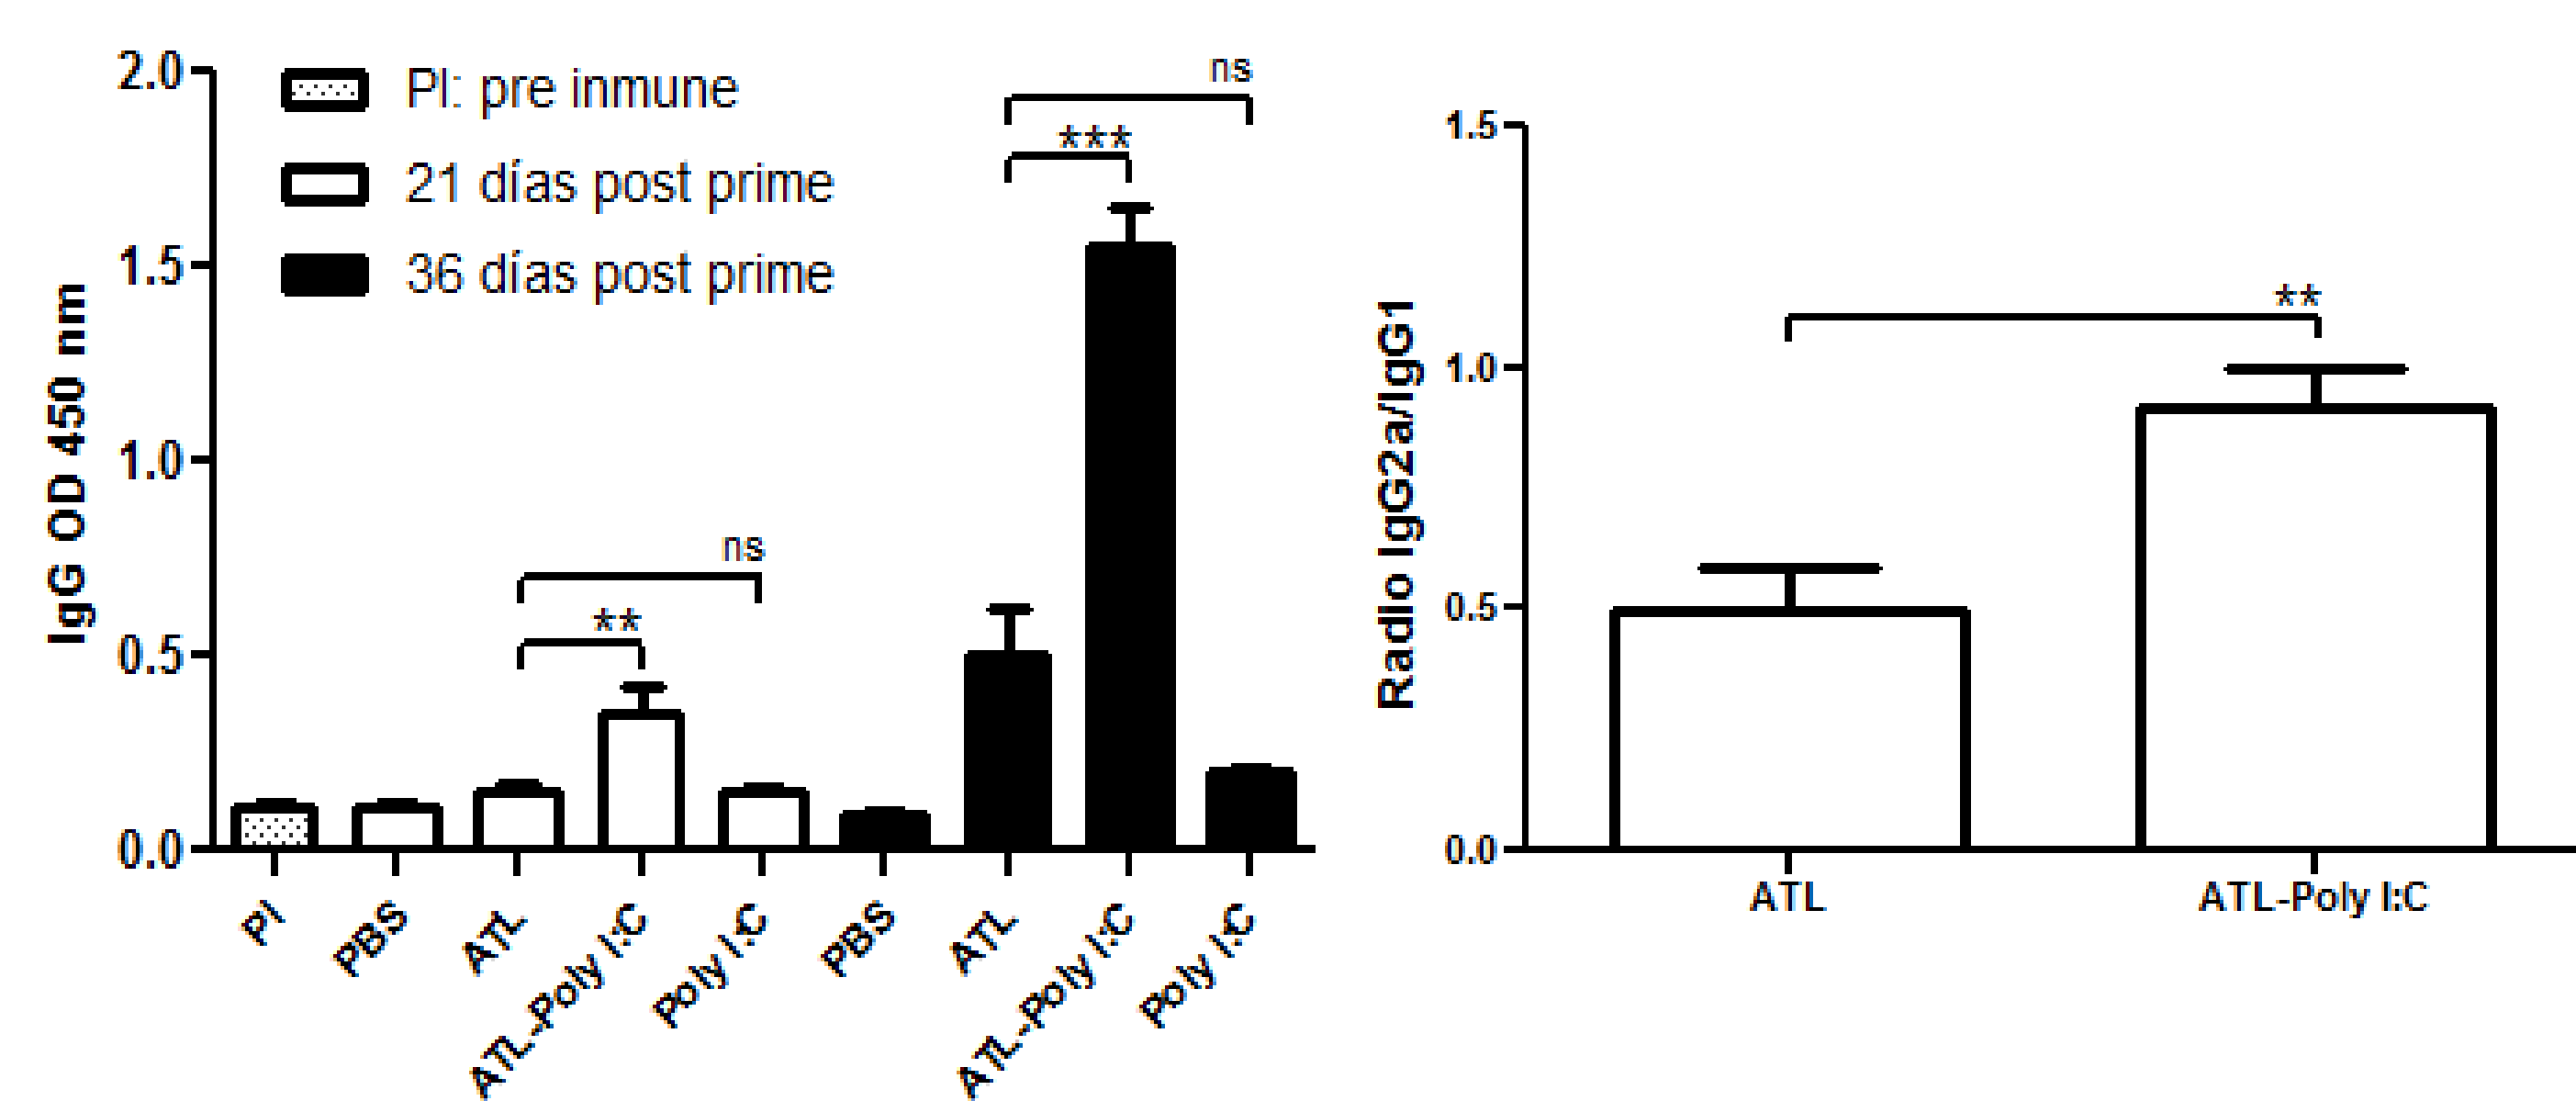 2.0
1.5
1.0
0.5
0.0
IgG OD 450 nm
PI: pre inmune
21 días post prime
36 días post prime
ns
**
ns
***
PI
PBS
ATL
ATL-Poly I:C
Poly I:C
PBS
ATL
ATL-Poly I:C
Poly I:C
1.5
1.0
0.5
0.0
Radio IgG2a/IgG1
**
ATL
ATL-Poly I:C